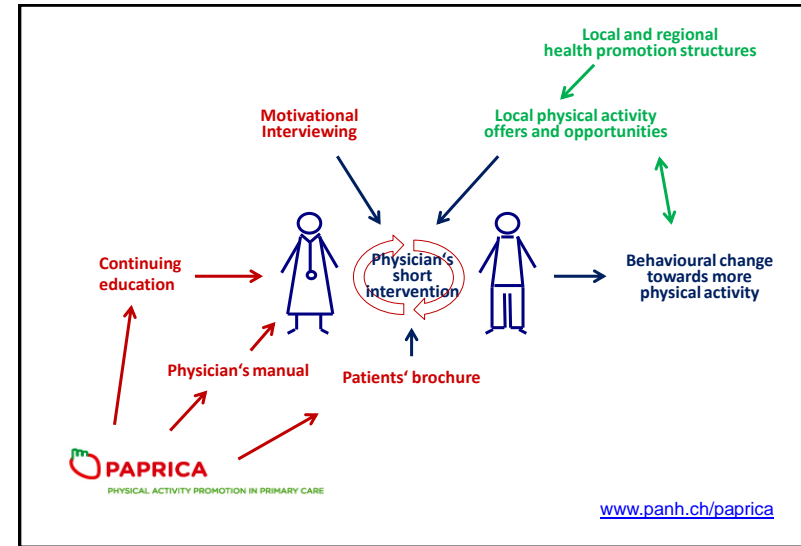 Local and regional
health promotion structures
Motivational
Interviewing
Local physical activity
offers and opportunities
Continuing
education
Physician‘s
short
intervention
Behavioural change
towards more
physical activity
Physician‘s manual
Patients‘ brochure
PAPRICA
PHYSICAL ACTIVITY PROMOTION IN PRIMARY CARE
www.panh.ch/paprica